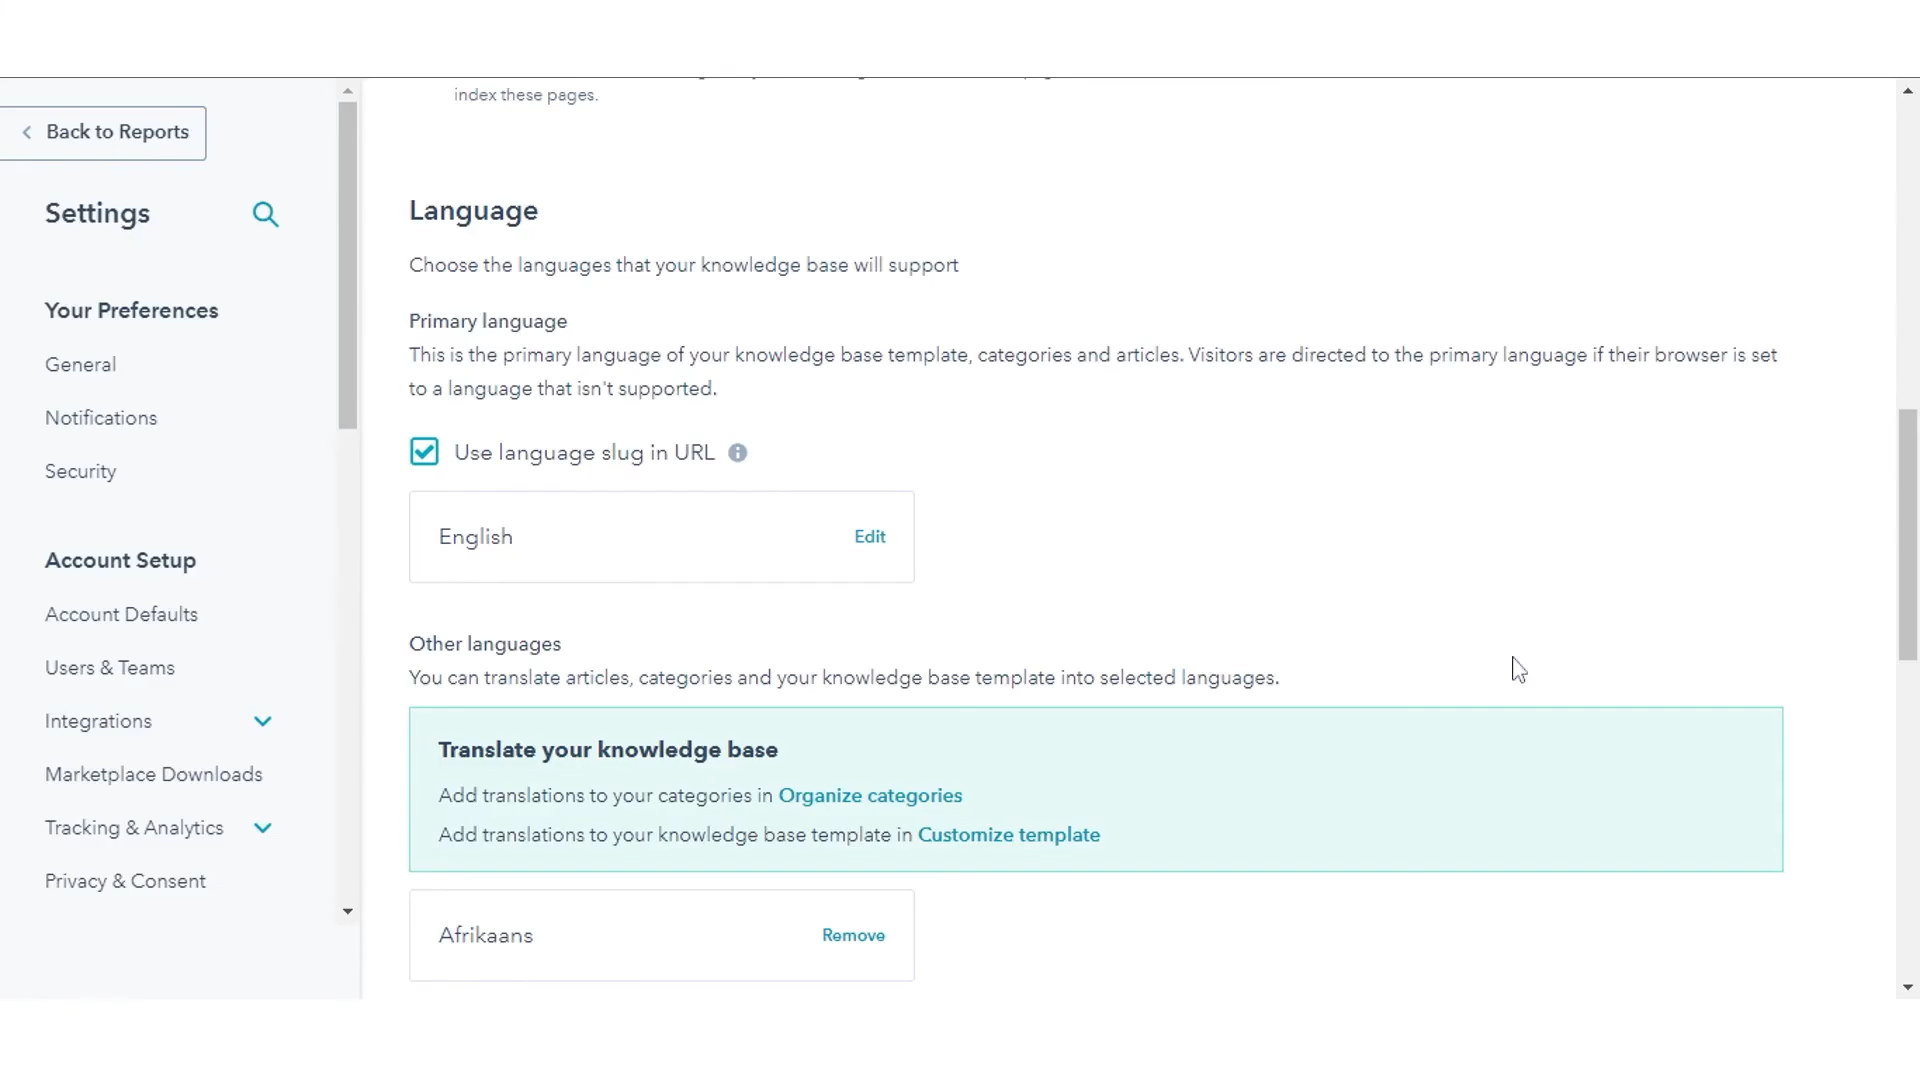 Back to Reports
Settings
Your Preferences
General
Notifications
Security
Account Setup
Account Defaults
Users & Teams
Integrations
Marketplace Downloads
Tracking & Analytics
Privacy & Consent
index these pages.
Language
Choose the languages that your knowledge base will support
Primary language
This is the primary language of your knowledge base template, categories and articles. Visitors are directed to the primary language if their browser is set
to a language that isn't supported.
Use language slug in URL
English Edit
Other languages
You can translate articles, categories and your knowledge base template into selected languages.
Translate your knowledge base
Add translations to your categories in Organize categories
Add translations to your knowledge base template in Customize template
Afrikaans Remove